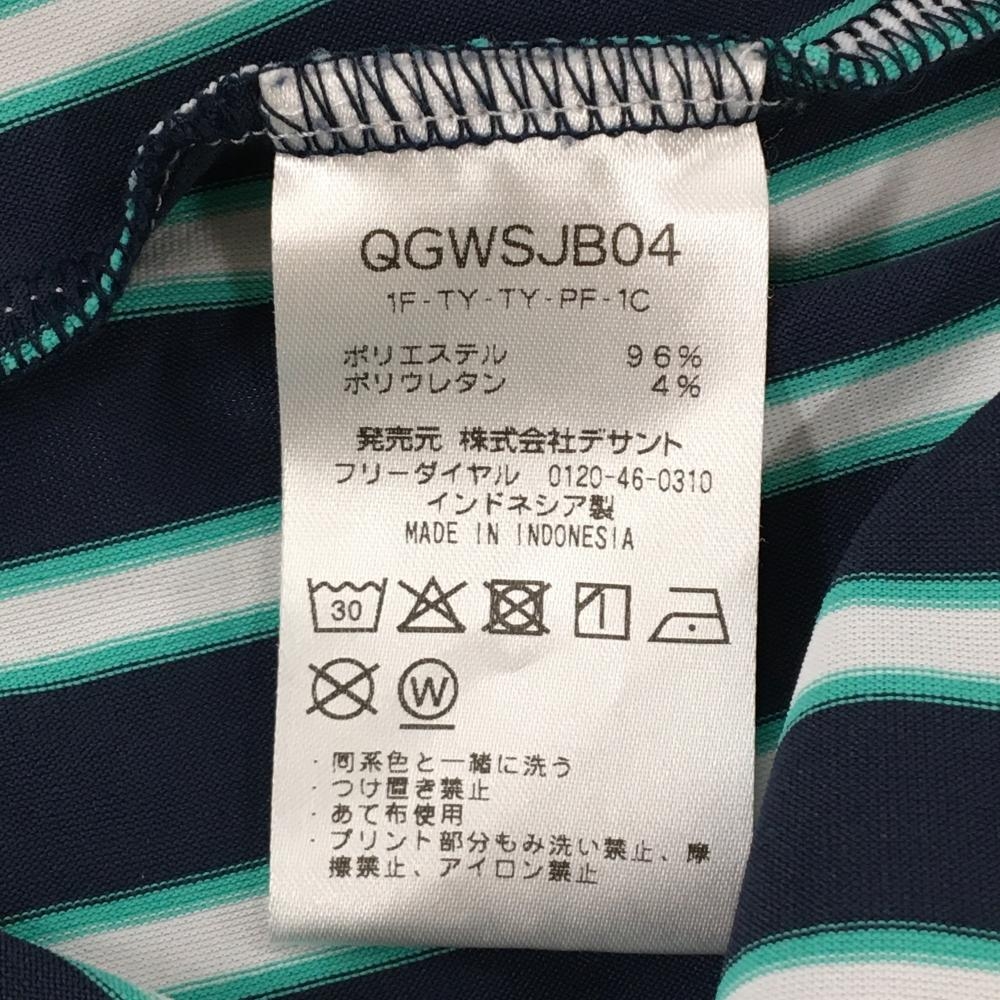 QGWSJB04
1F-TY-TY-PF-1C
ポリエステル 96%
ポリウレタン 4%
発売元 株式会社デサント
フリーダイヤル 0120-46-0310
インドネシア製
MADE IN INDONESIA
30
W
・同系色と一緒に洗う
・つけ置き禁止
・あて布使用
・プリント部分もみ洗い禁止、摩
擦禁止、アイロン禁止